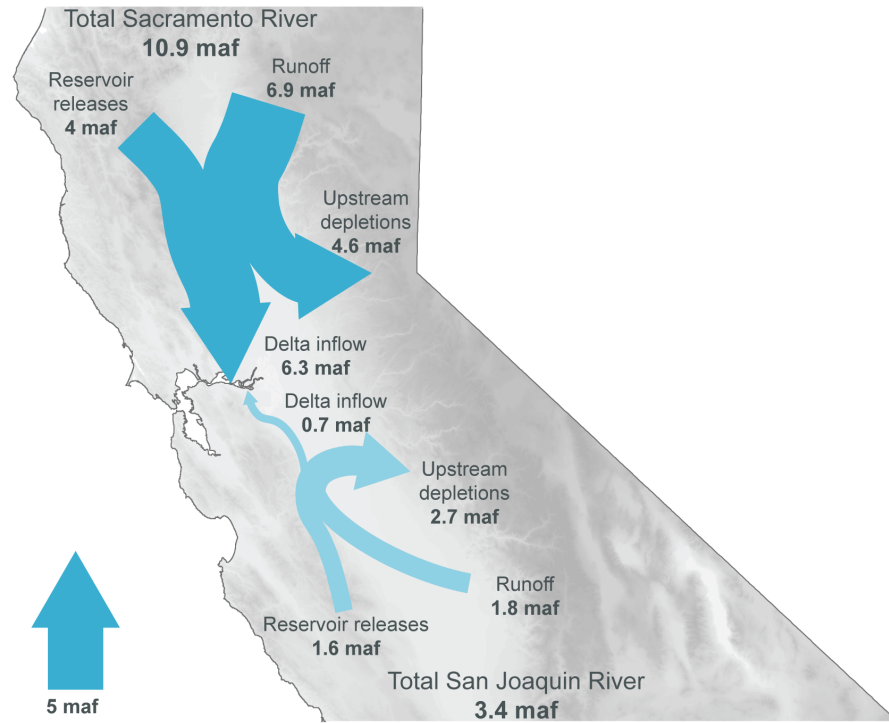 Total Sacramento River
10.9 maf
Runoff
6.9 maf
Reservoir
releases
4 maf
Upstream
depletions
4.6 maf
Delta inflow
6.3 maf
Delta inflow
0.7 maf
Upstream
depletions
2.7 maf
Runoff
1.8 maf
Reservoir releases
1.6 maf
Total San Joaquin River
3.4 maf
5 maf